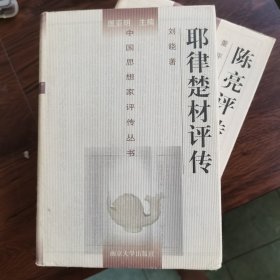 匡亚明 主编
中国思想家评传丛书
刘晓 著
耶律楚材评传
南京大学出版社
陈亮评传